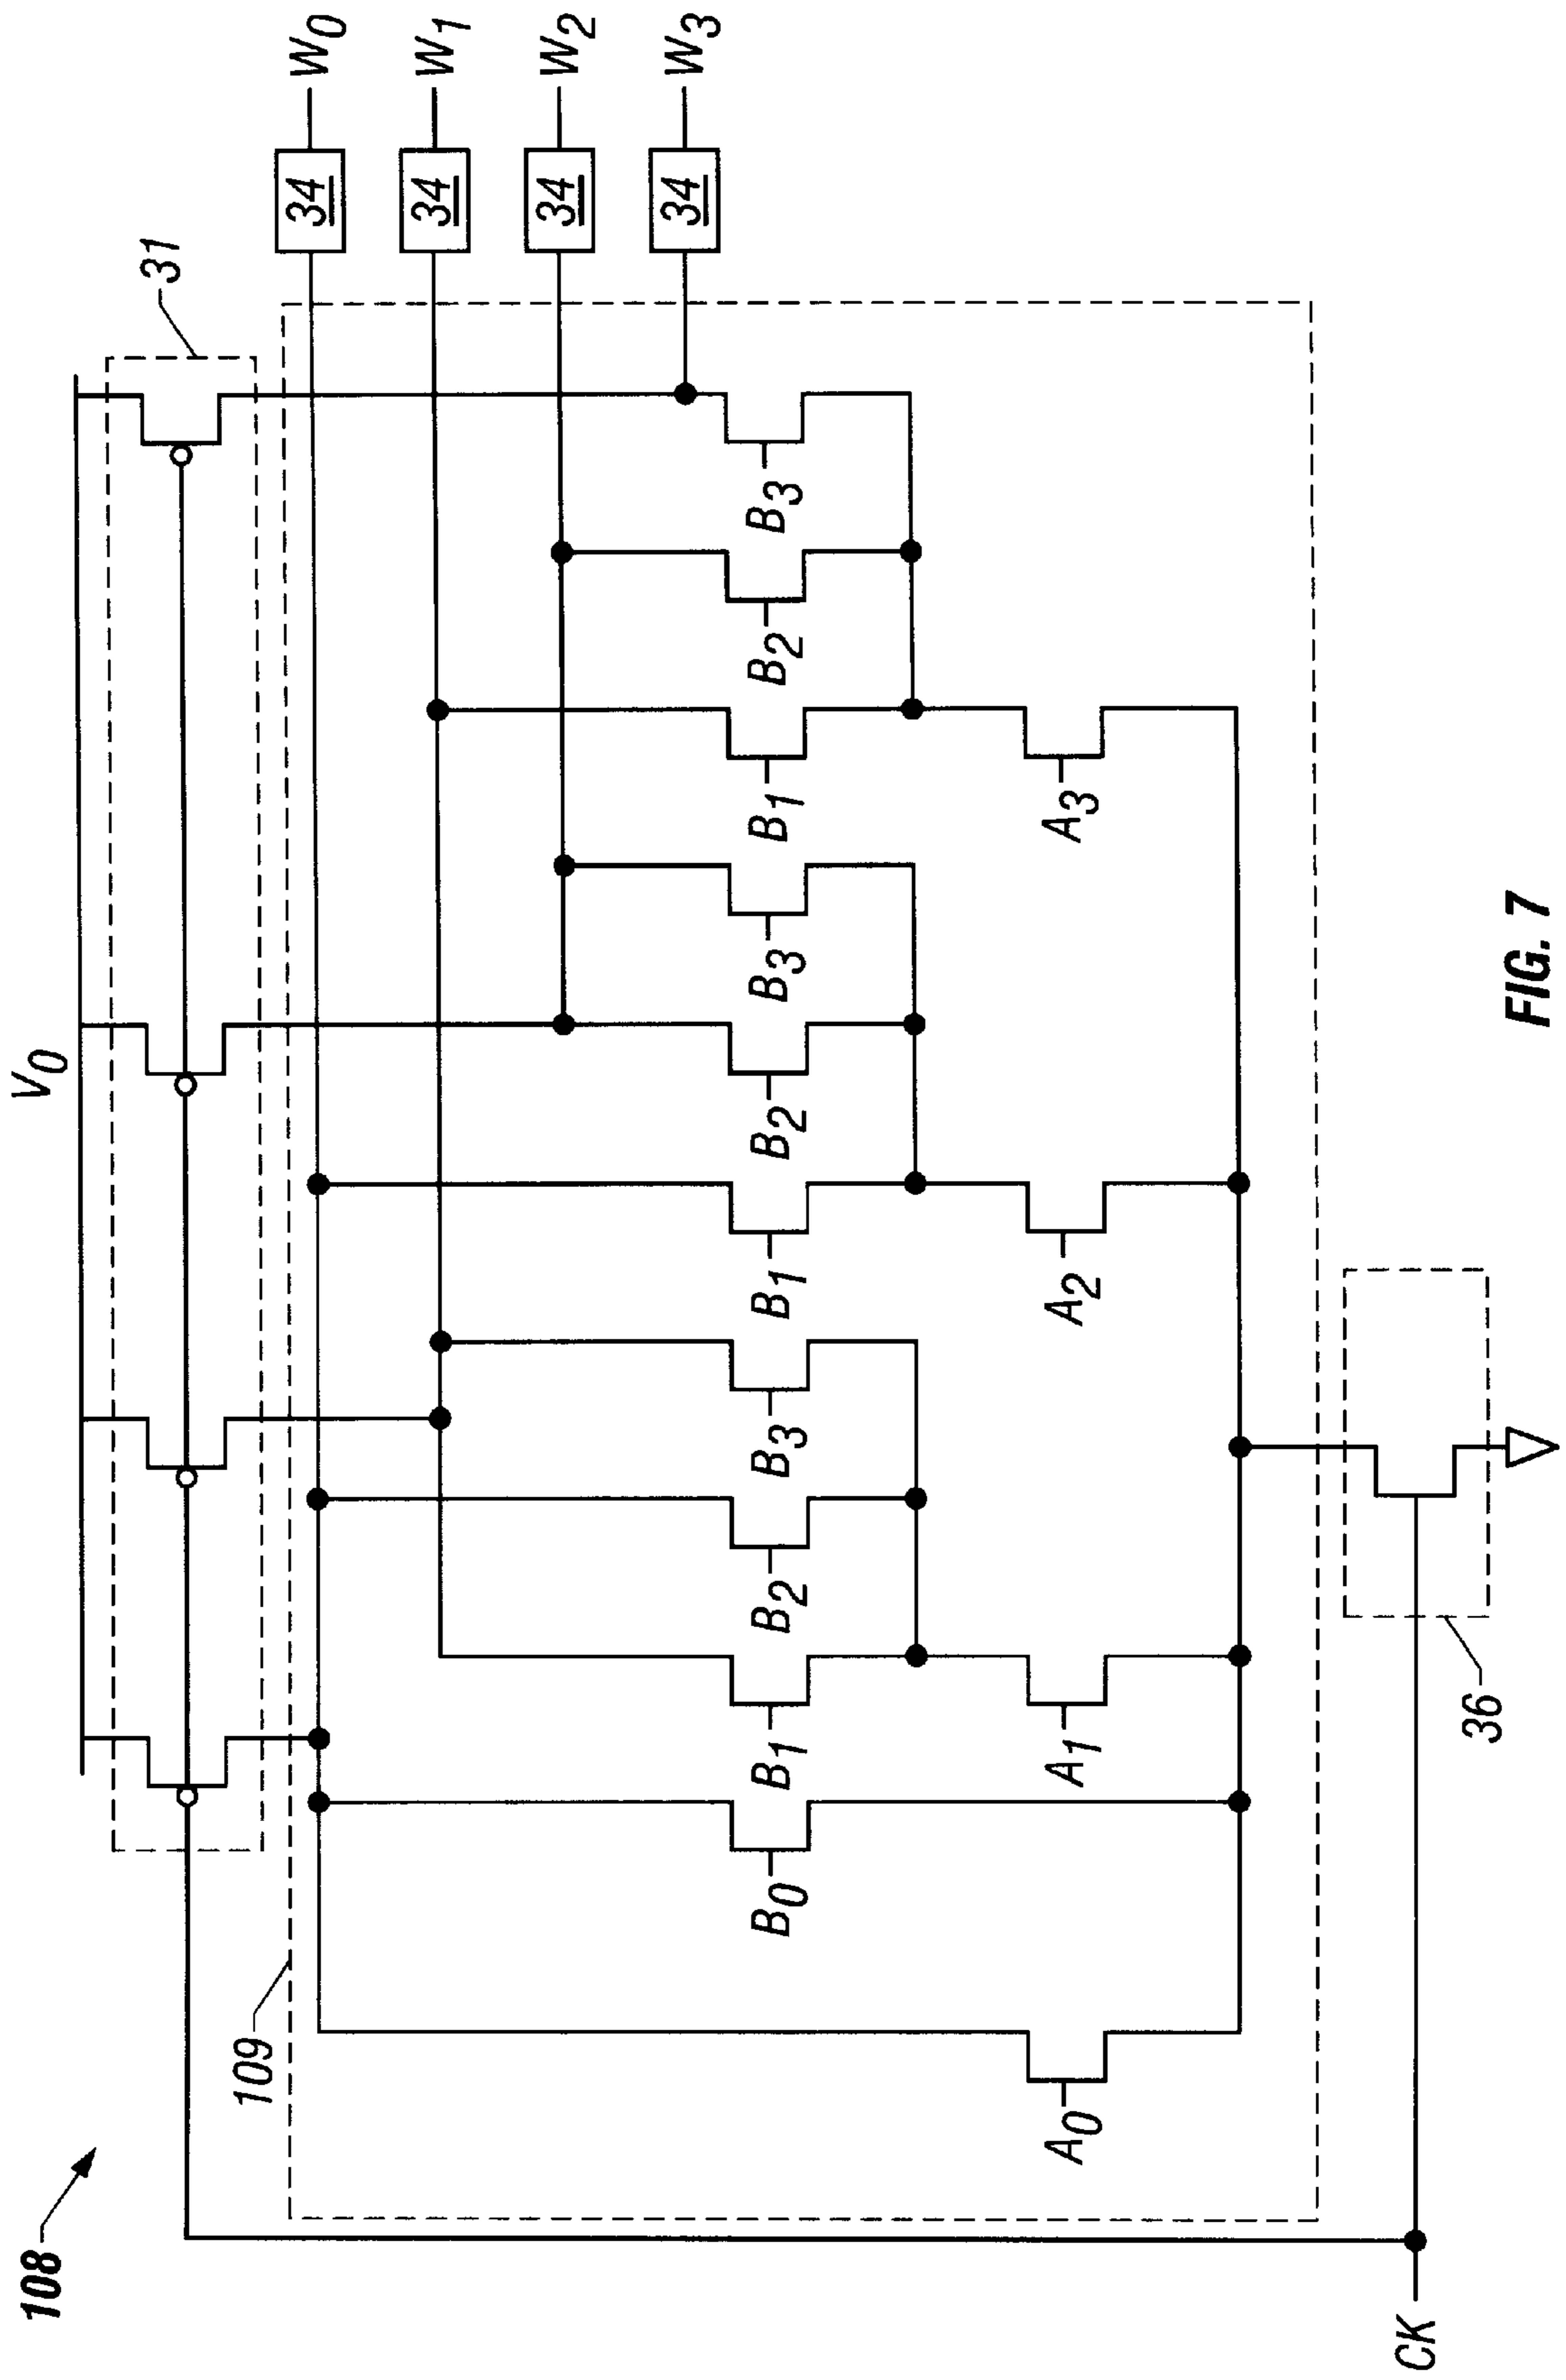 108
V0
31
34 W0
34 W1
34 W2
34 W3
109
A0
B0
B1 B2 B3
B1 B2 B3
B1 B2 B3
A1 A2 A3
CK
36
FIG. 7